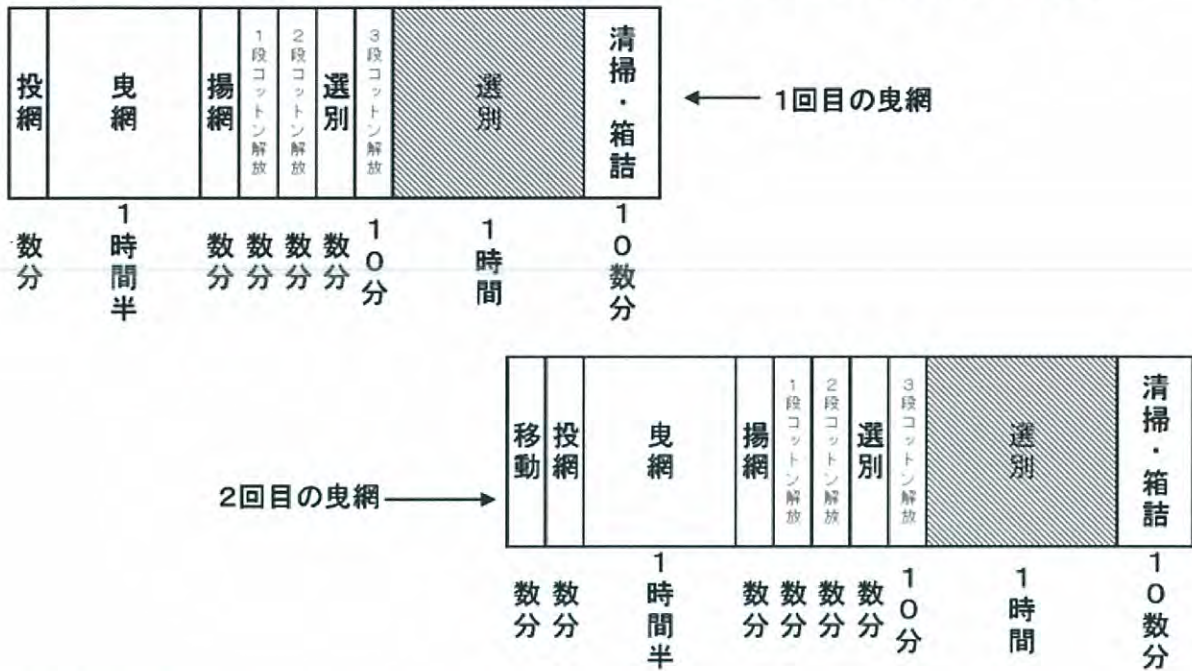 投網
曳網
揚網
1段コットン解放
2段コットン解放
選別
3段コットン解放
選別
清掃・箱詰
1回目の曳網
数分
1時間半
数分
数分
数分
数分
10分
1時間
10数分
2回目の曳網
移動
投網
曳網
揚網
1段コットン解放
2段コットン解放
選別
3段コットン解放
選別
清掃・箱詰
数分
数分
1時間半
数分
数分
数分
数分
10分
1時間
10数分